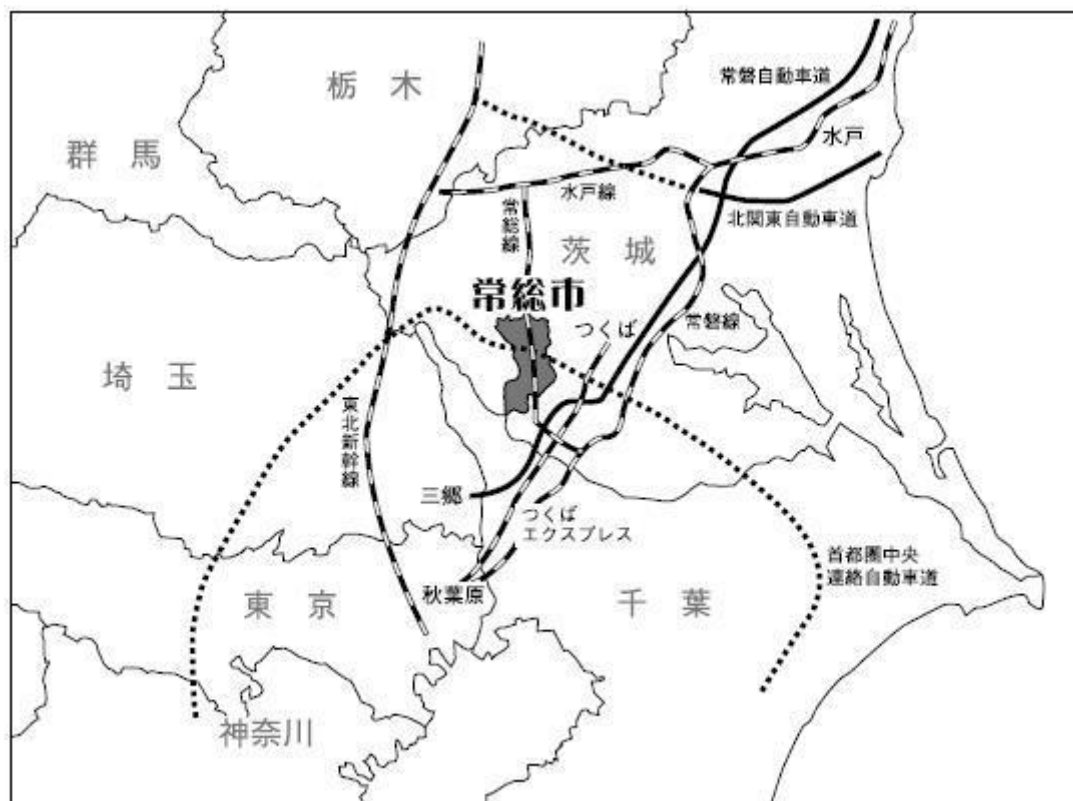 栃木
常磐自動車道
群馬
水戸
水戸線
常総線
北関東自動車道
茨城
常総市
つくば
常磐線
埼玉
東北新幹線
三郷
つくば
エクスプレス
首都圏中央
連絡自動車道
秋葉原
東京
千葉
神奈川